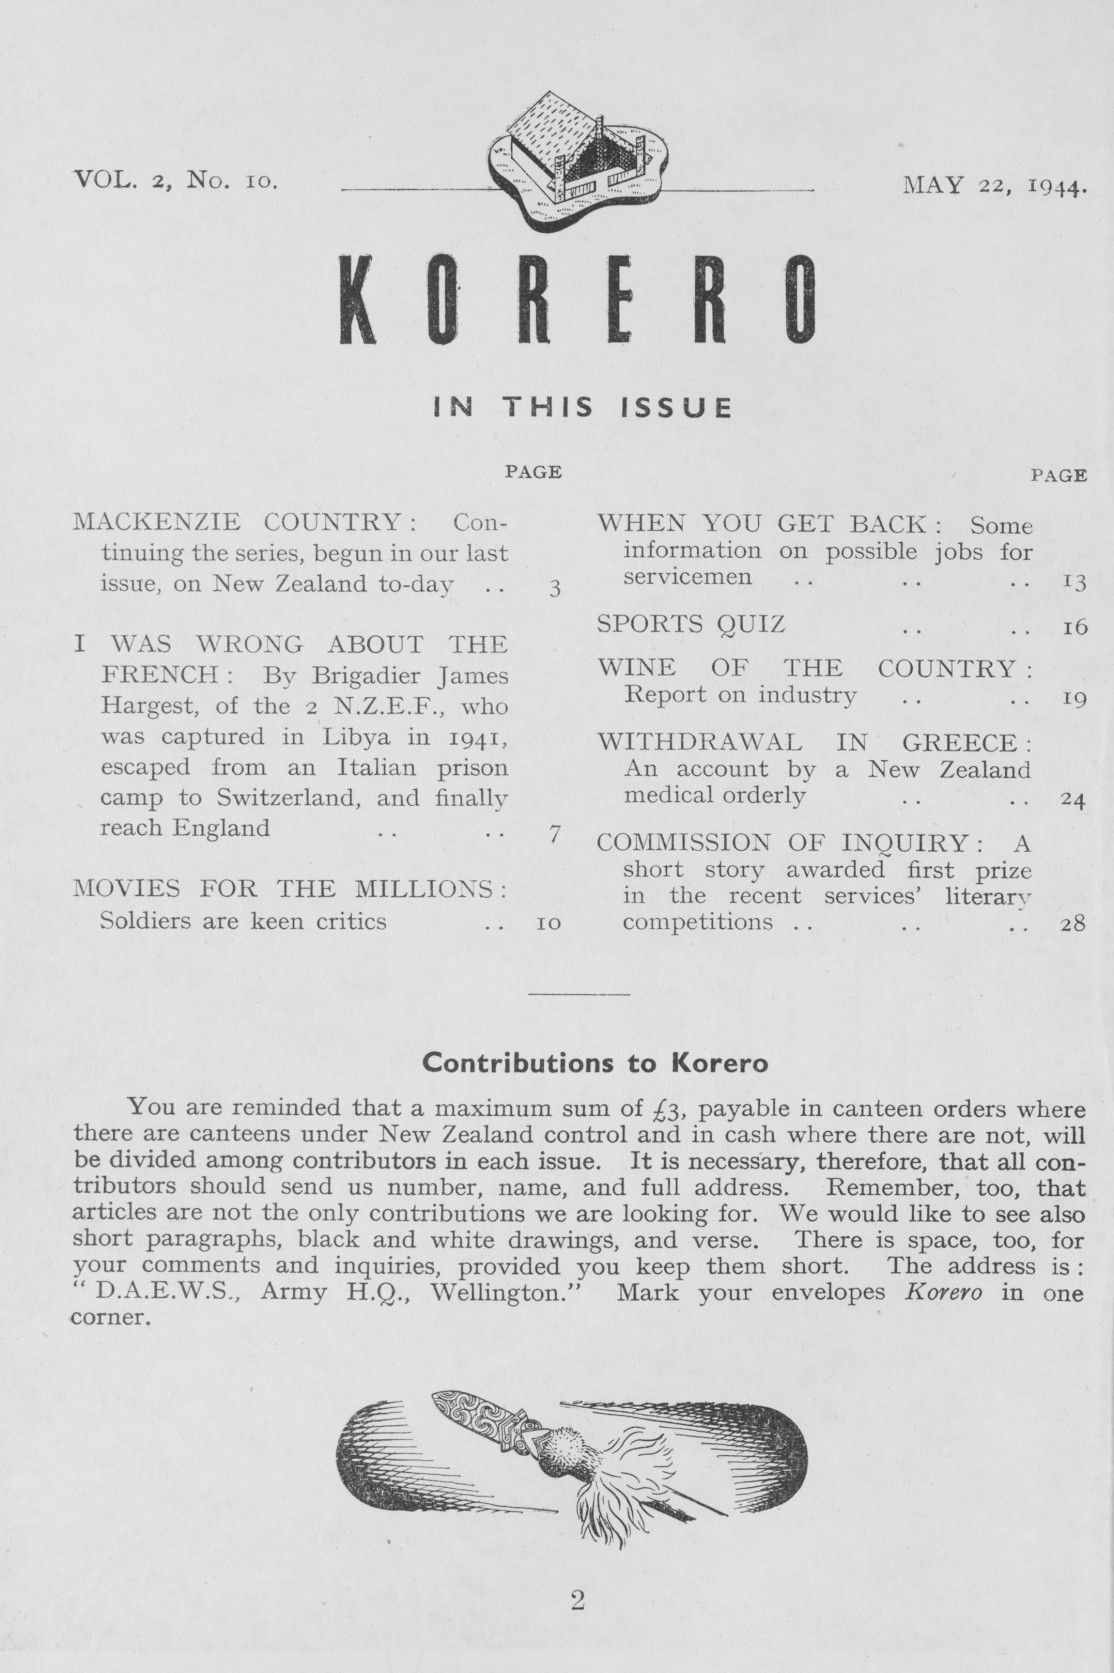 VOL. 2, No. 10.
MAY 22, 1944.
KORERO
IN THIS ISSUE
PAGE
MACKENZIE COUNTRY : Con-
tinuing the series, begun in our last
issue, on New Zealand to-day .. 3
I WAS WRONG ABOUT THE
FRENCH : By Brigadier James
Hargest, of the 2 N.Z.E.F., who
was captured in Libya in 1941,
escaped from an Italian prison
camp to Switzerland, and finally
reach England .. .. 7
MOVIES FOR THE MILLIONS :
Soldiers are keen critics .. 10
PAGE
WHEN YOU GET BACK : Some
information on possible jobs for
servicemen .. .. .. 13
SPORTS QUIZ .. .. 16
WINE OF THE COUNTRY :
Report on industry .. .. 19
WITHDRAWAL IN GREECE :
An account by a New Zealand
medical orderly .. .. 24
COMMISSION OF INQUIRY : A
short story awarded first prize
in the recent services' literary
competitions .. .. .. 28
Contributions to Korero
You are reminded that a maximum sum of £3, payable in canteen orders where
there are canteens under New Zealand control and in cash where there are not, will
be divided among contributors in each issue. It is necessary, therefore, that all con-
tributors should send us number, name, and full address. Remember, too, that
articles are not the only contributions we are looking for. We would like to see also
short paragraphs, black and white drawings, and verse. There is space, too, for
your comments and inquiries, provided you keep them short. The address is :
" D.A.E.W.S., Army H.Q., Wellington." Mark your envelopes Korero in one
corner.
2